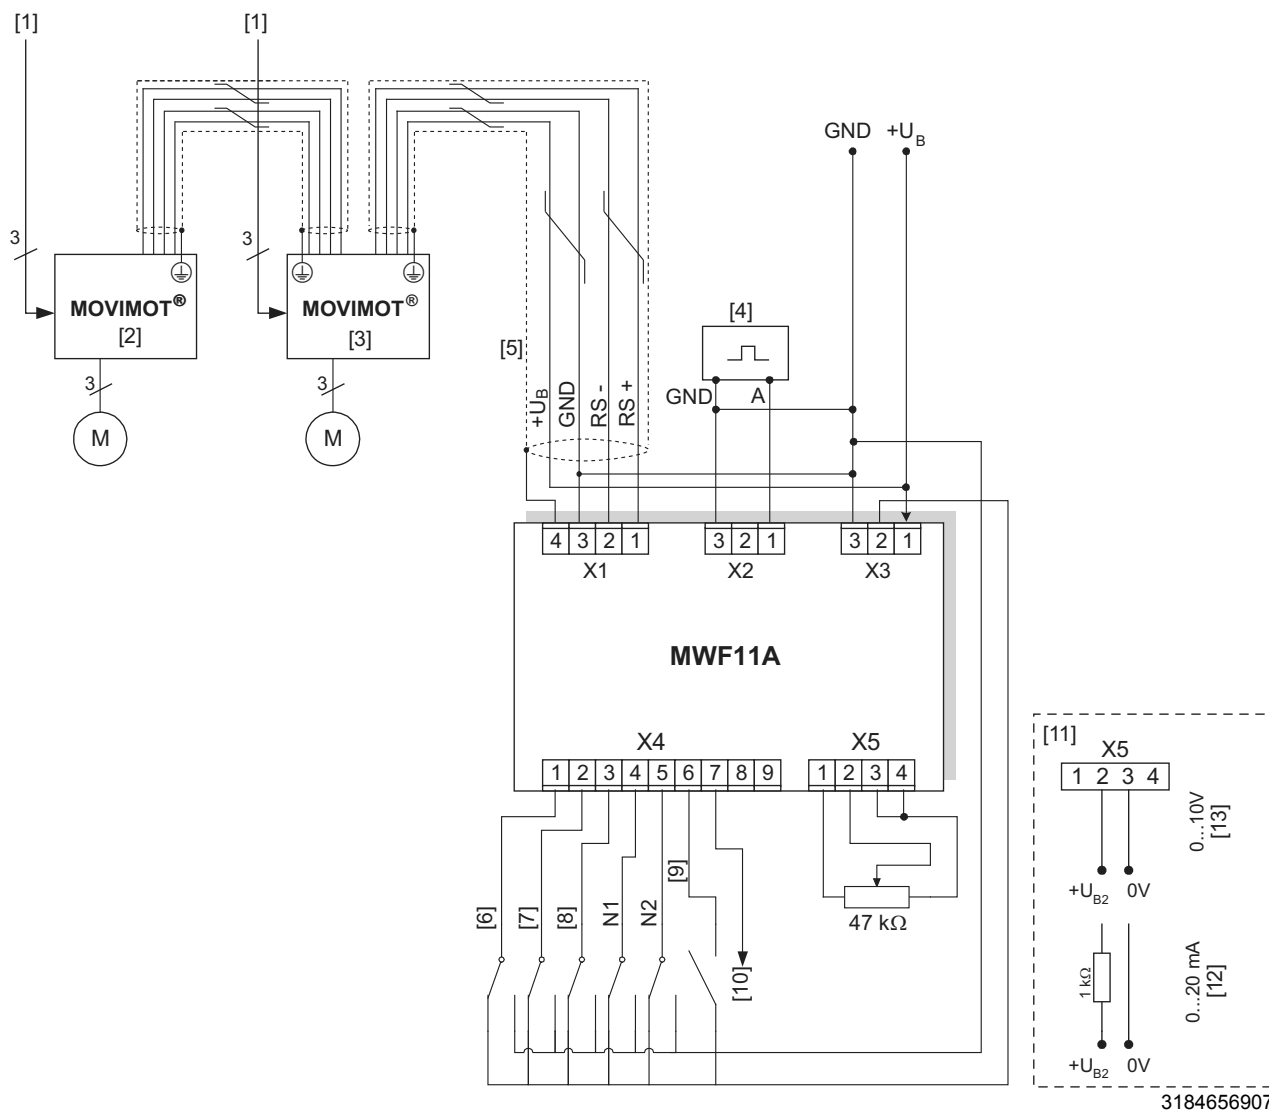 [1] [1]
GND +UB
3 3
MOVIMOT® [2]
MOVIMOT® [3]
3 3
M M
[4]
[5]
GND A
+UB
GND
RS -
RS +
4 3 2 1
X1
3 2 1
X2
3 2 1
X3
MWF11A
X4
1 2 3 4 5 6 7 8 9
X5
1 2 3 4
[6]
[7]
[8]
N1
N2
[9]
[10]
47 kΩ
[11]
X5
1 2 3 4
0...10V
[13]
+UB2 0V
1 kΩ
0...20 mA
[12]
+UB2 0V
3184656907